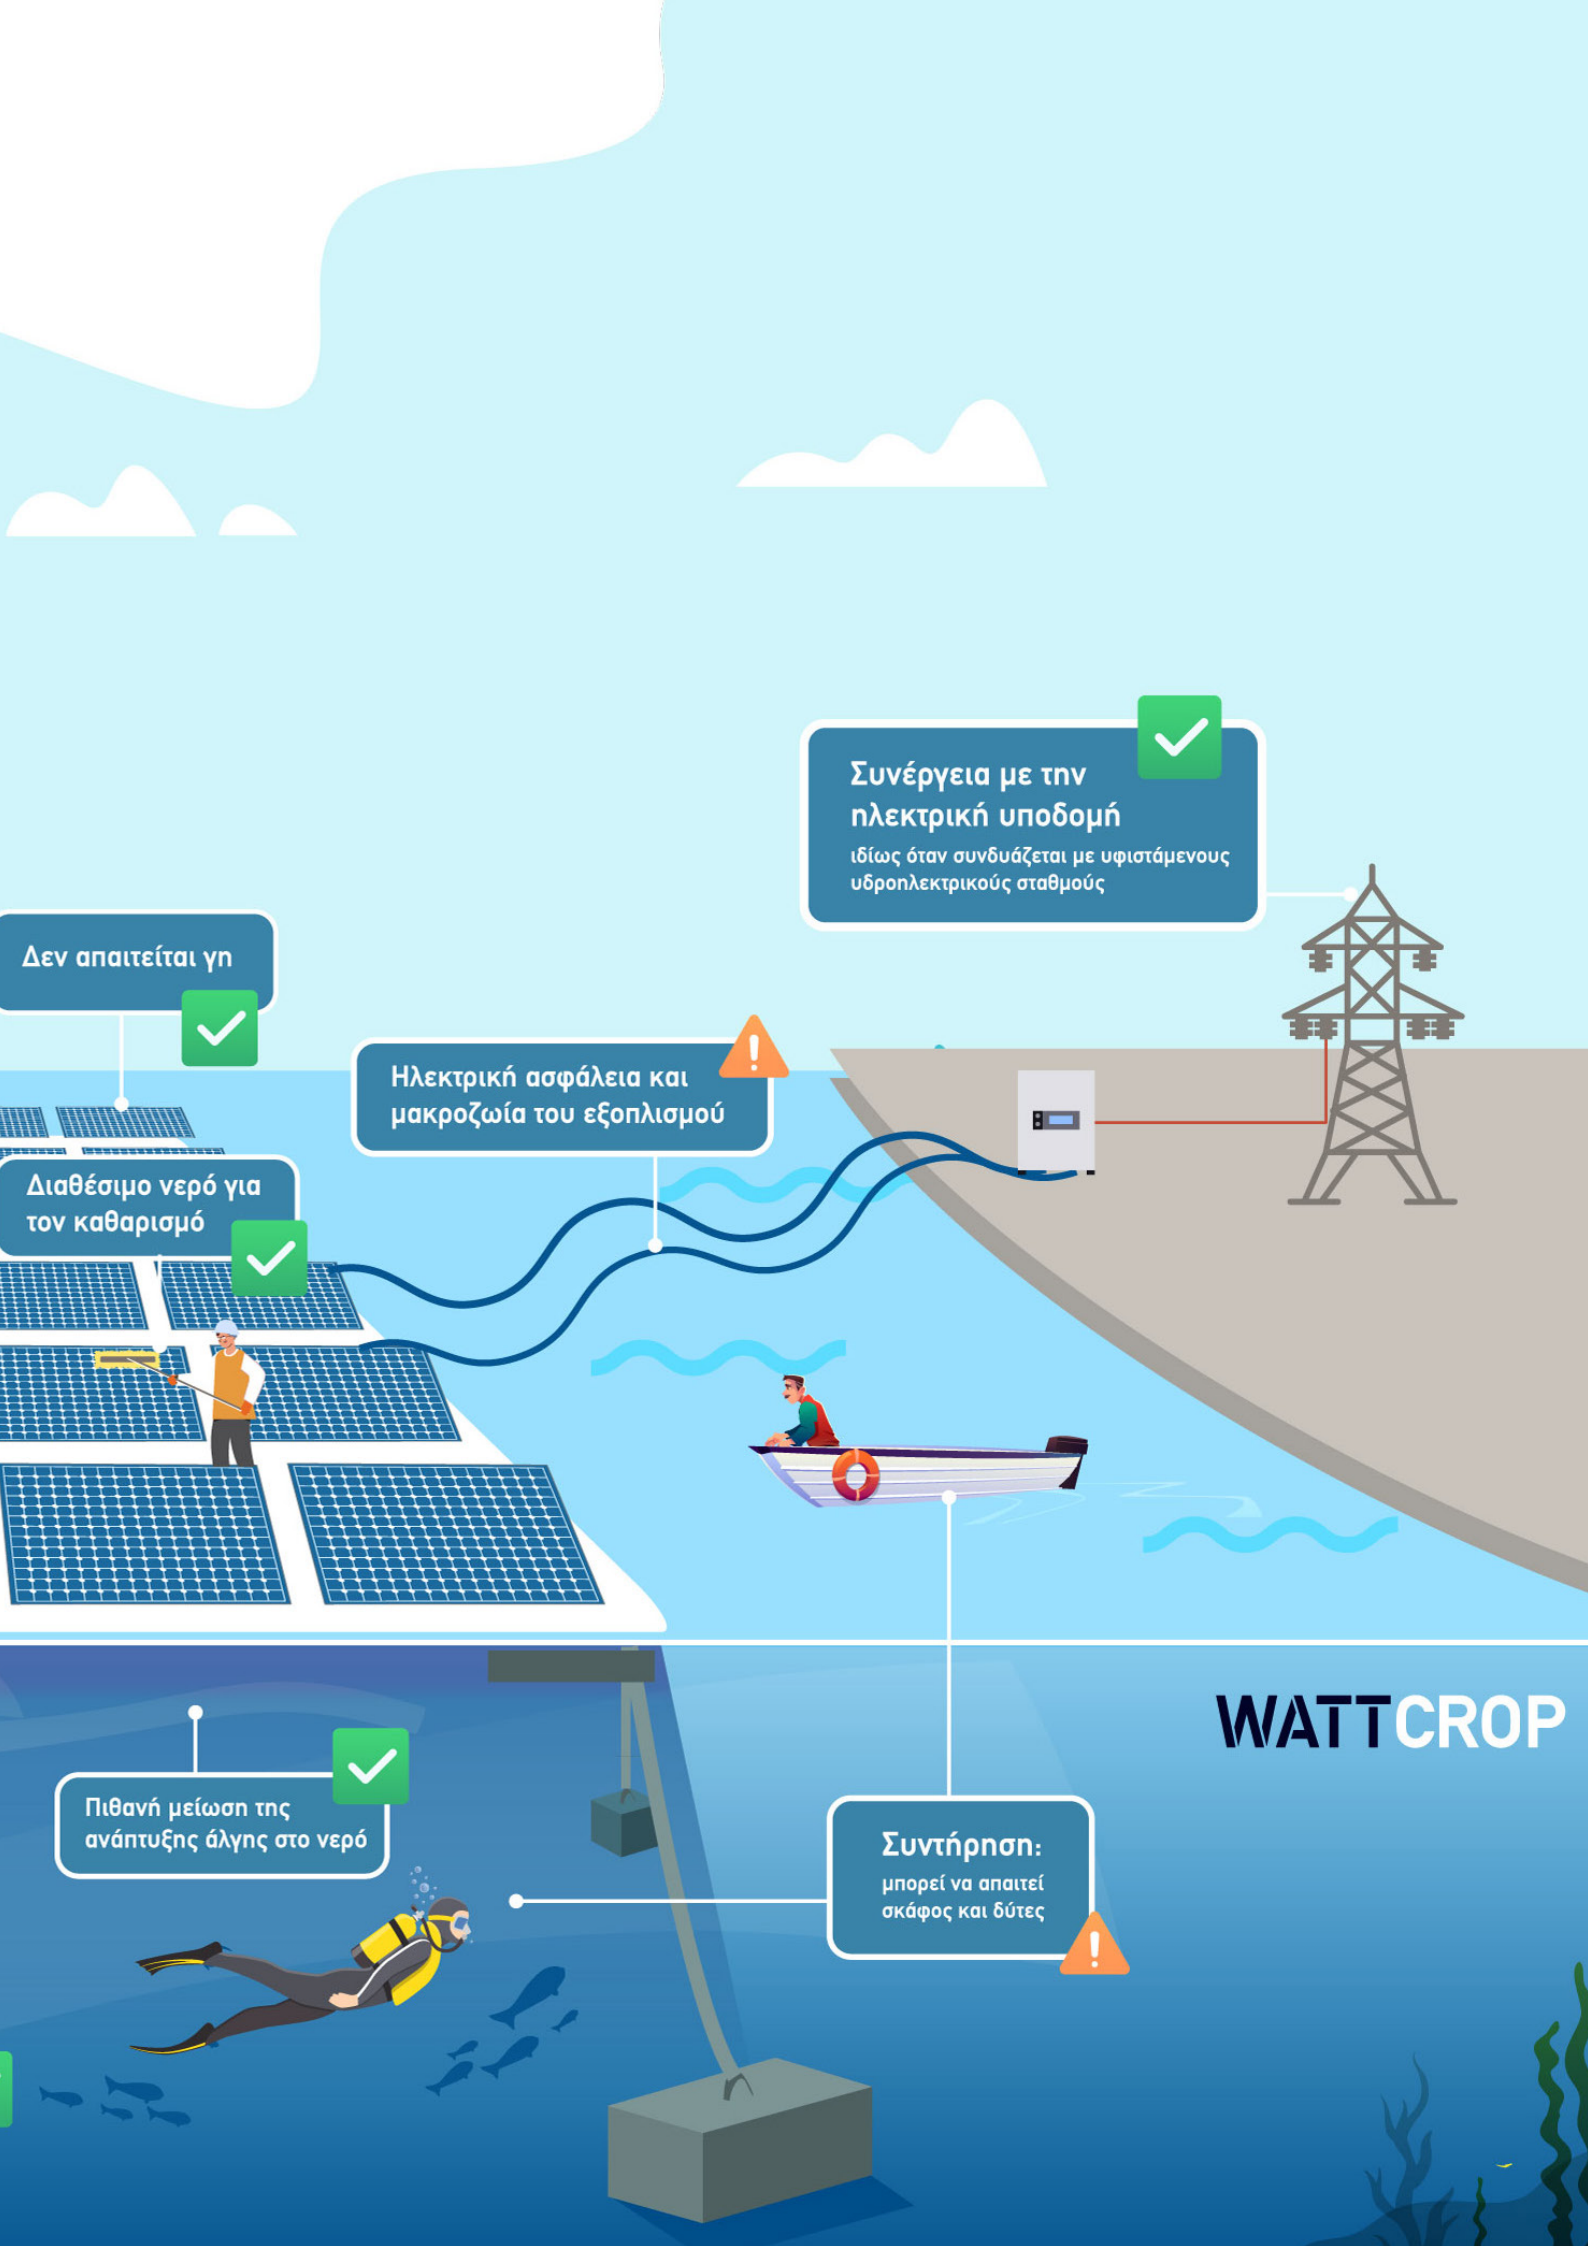 Συνέργεια με την
ηλεκτρική υποδομή
ιδίως όταν συνδυάζεται με υφιστάμενους
υδροηλεκτρικούς σταθμούς
Δεν απαιτείται γη
Ηλεκτρική ασφάλεια και
μακροζωία του εξοπλισμού
Διαθέσιμο νερό για
τον καθαρισμό
WATTCROP
Πιθανή μείωση της
ανάπτυξης άλγης στο νερό
Συντήρηση:
μπορεί να απαιτεί
σκάφος και δύτες